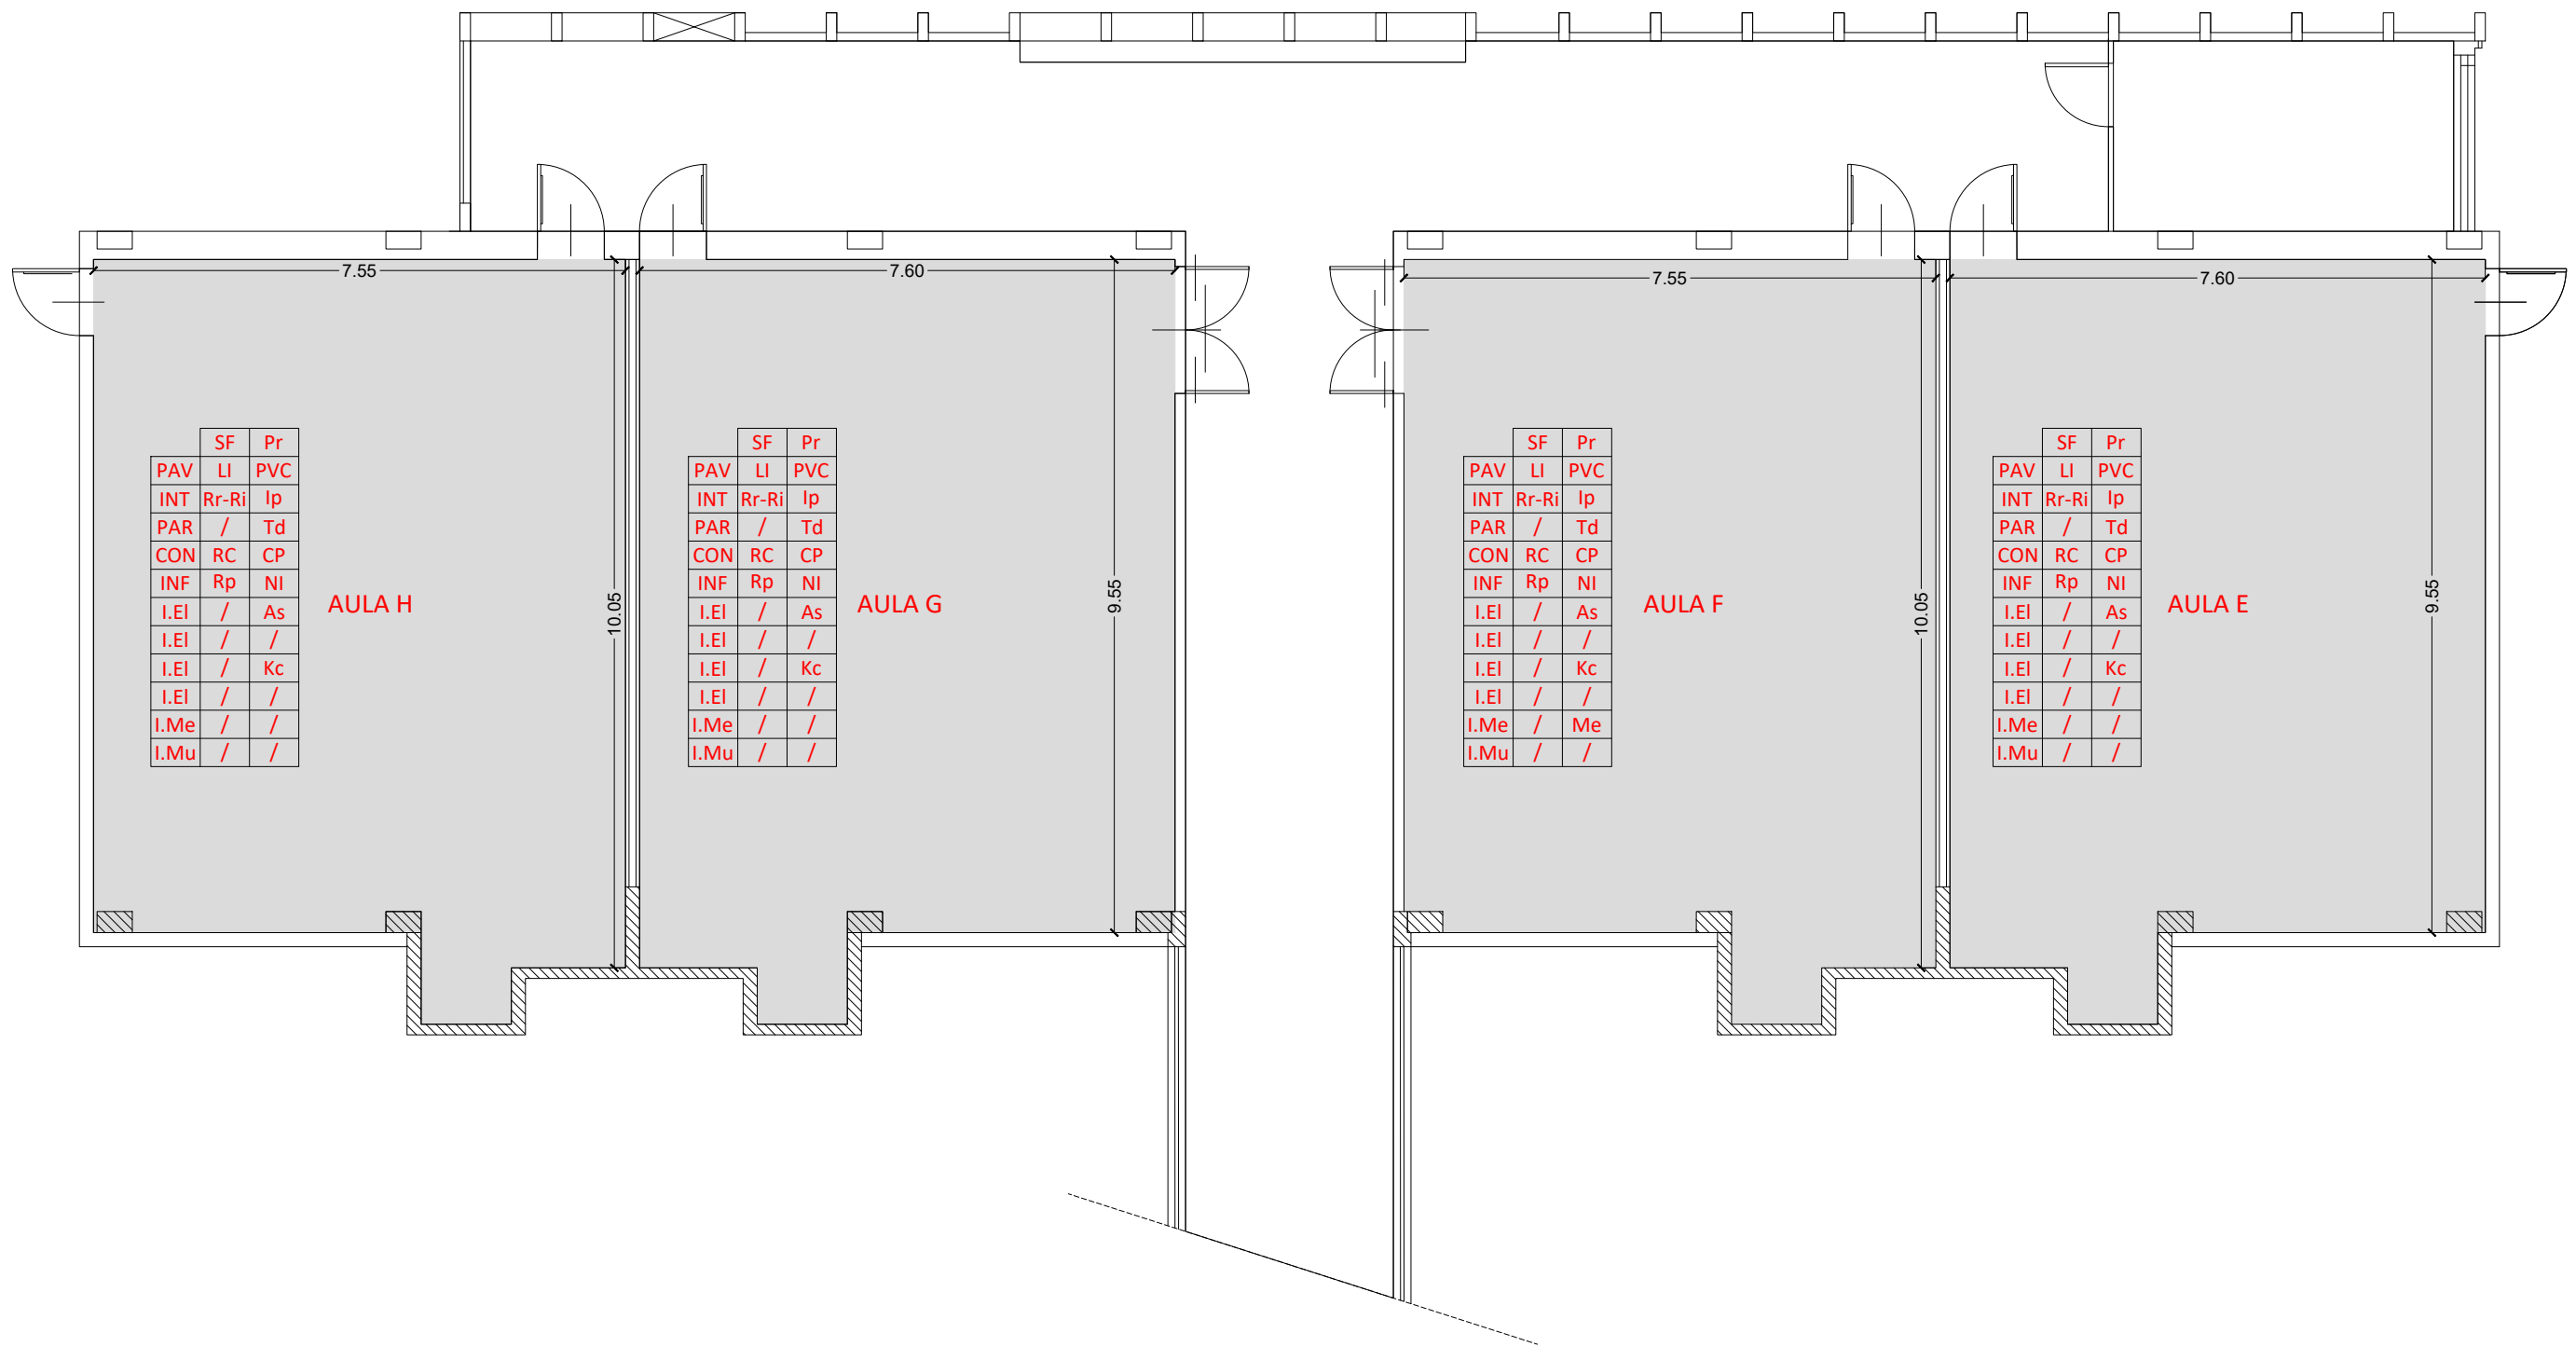 7.55
7.60
7.55
7.60
SF Pr
PAV LI PVC
INT Rr-Ri Ip
PAR / Td
CON RC CP
INF Rp NI
I.El / As
I.El / /
I.El / Kc
I.El / /
I.Me / /
I.Mu / /
AULA H
10.05
SF Pr
PAV LI PVC
INT Rr-Ri Ip
PAR / Td
CON RC CP
INF Rp NI
I.El / As
I.El / /
I.El / Kc
I.El / /
I.Me / /
I.Mu / /
AULA G
9.55
SF Pr
PAV LI PVC
INT Rr-Ri Ip
PAR / Td
CON RC CP
INF Rp NI
I.El / As
I.El / /
I.El / Kc
I.El / /
I.Me / Me
I.Mu / /
AULA F
10.05
SF Pr
PAV LI PVC
INT Rr-Ri Ip
PAR / Td
CON RC CP
INF Rp NI
I.El / As
I.El / /
I.El / Kc
I.El / /
I.Me / /
I.Mu / /
AULA E
9.55